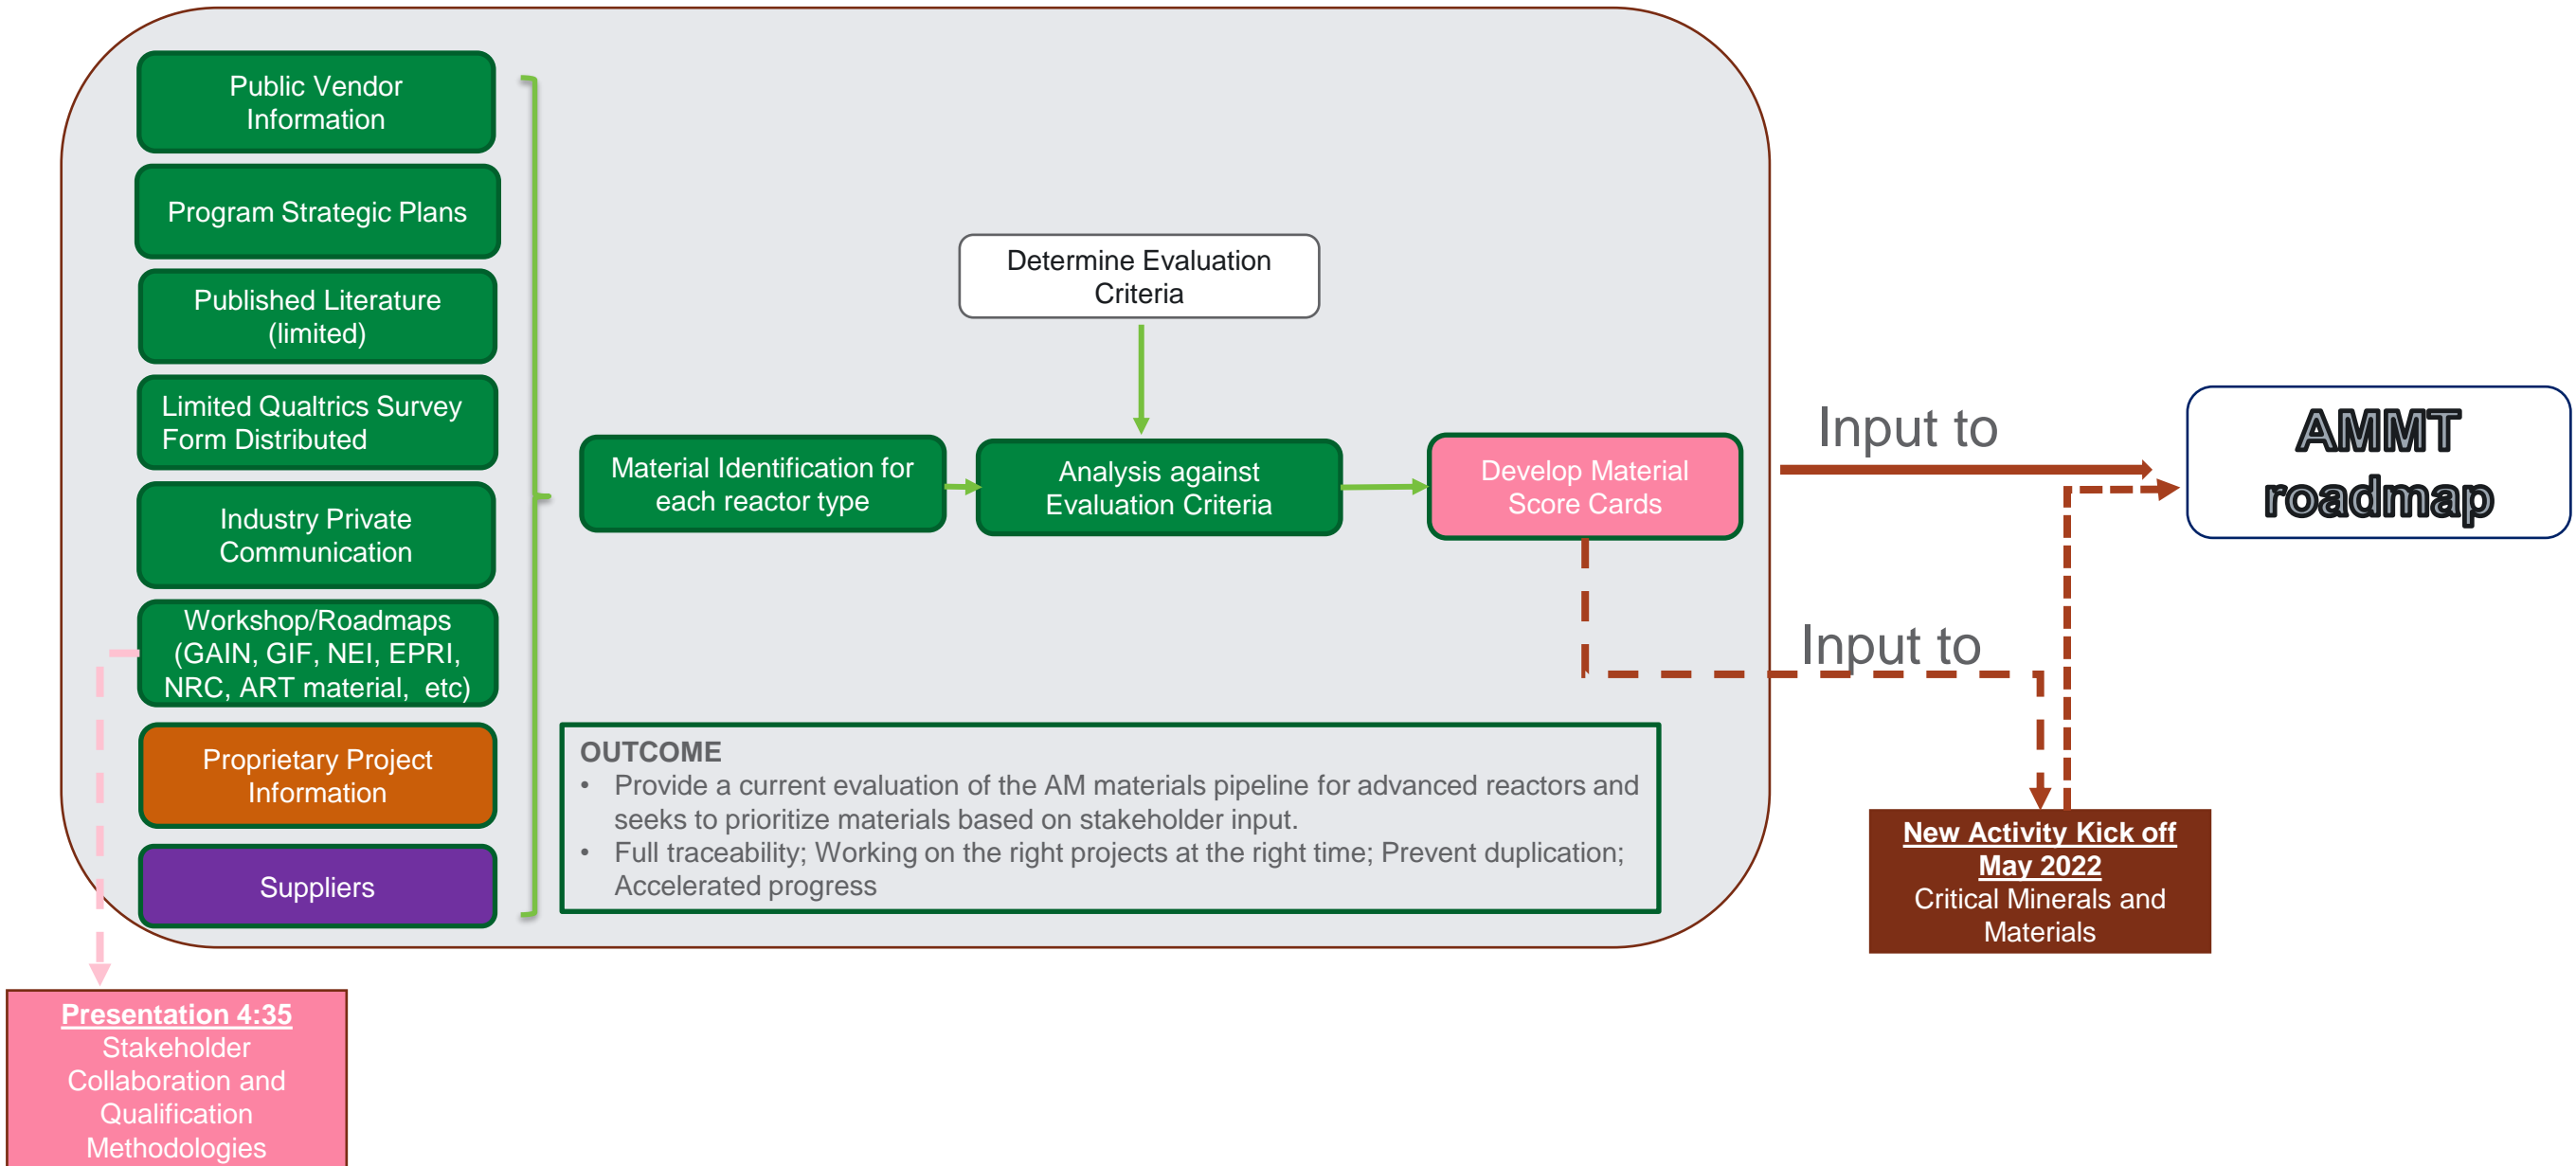 Public Vendor
Information
Program Strategic Plans
Published Literature
(limited)
Limited Qualtrics Survey
Form Distributed
Industry Private
Communication
Workshop/Roadmaps
(GAIN, GIF, NEI, EPRI,
NRC, ART material, etc)
Proprietary Project
Information
Suppliers
Material Identification for
each reactor type
Determine Evaluation
Criteria
Analysis against
Evaluation Criteria
Develop Material
Score Cards
Input to
AMMT
roadmap
Input to
OUTCOME
• Provide a current evaluation of the AM materials pipeline for advanced reactors and
seeks to prioritize materials based on stakeholder input.
• Full traceability; Working on the right projects at the right time; Prevent duplication;
Accelerated progress
New Activity Kick off
May 2022
Critical Minerals and
Materials
Presentation 4:35
Stakeholder
Collaboration and
Qualification
Methodologies